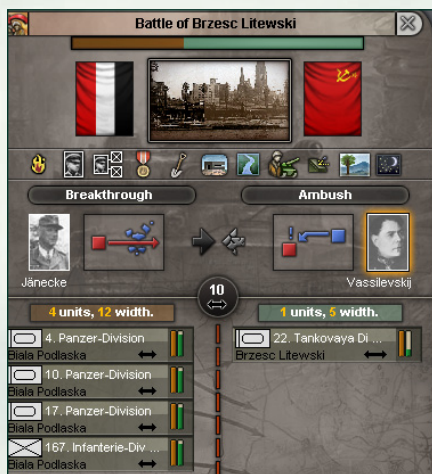 Battle of Brzesc Litewski
Breakthrough
Ambush
Jänecke
Vassilevskij
10
4 units, 12 width.
1 units, 5 width.
4. Panzer-Division
Biala Podlaska
22. Tankovaya Di ...
Brzesc Litewski
10. Panzer-Division
Biala Podlaska
17. Panzer-Division
Biala Podlaska
167. Infanterie-Div ...
Biala Podlaska